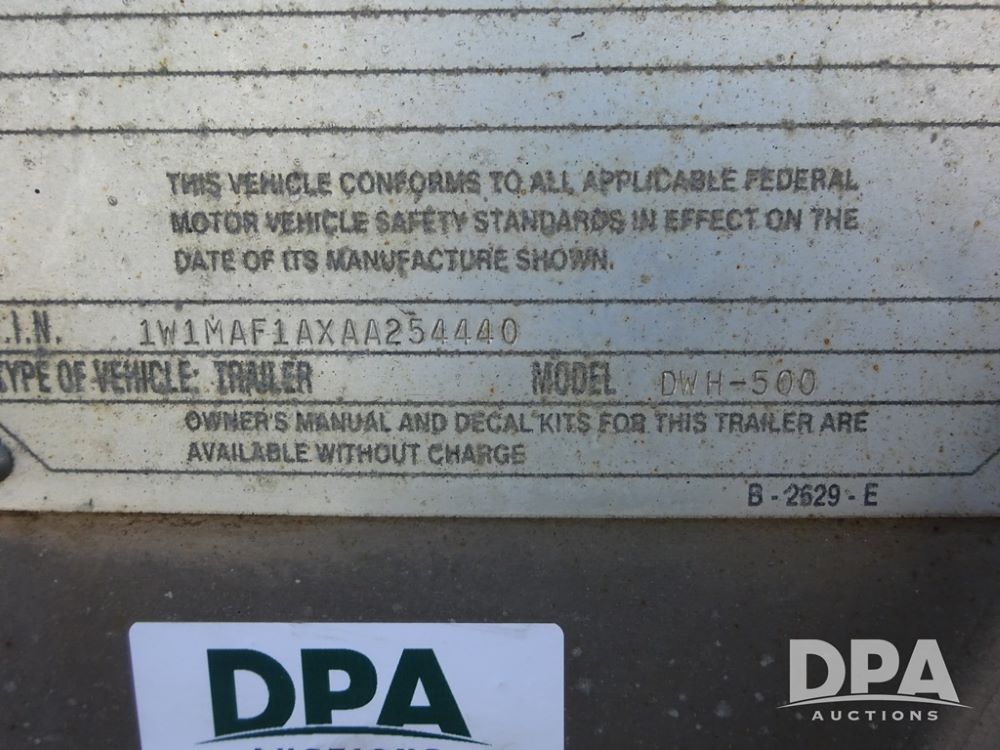 THIS VEHICLE CONFORMS TO ALL APPLICABLE FEDERAL
MOTOR VEHICLE SAFETY STANDARDS IN EFFECT ON THE
DATE OF ITS MANUFACTURE SHOWN.
.I.N. 1W1MAF1AXAA254440
TYPE OF VEHICLE: TRAILER MODEL DWH-500
OWNER'S MANUAL AND DECAL KITS FOR THIS TRAILER ARE
AVAILABLE WITHOUT CHARGE
B - 2629 - E
DPA
AUCTIONS
DPA
AUCTIONS